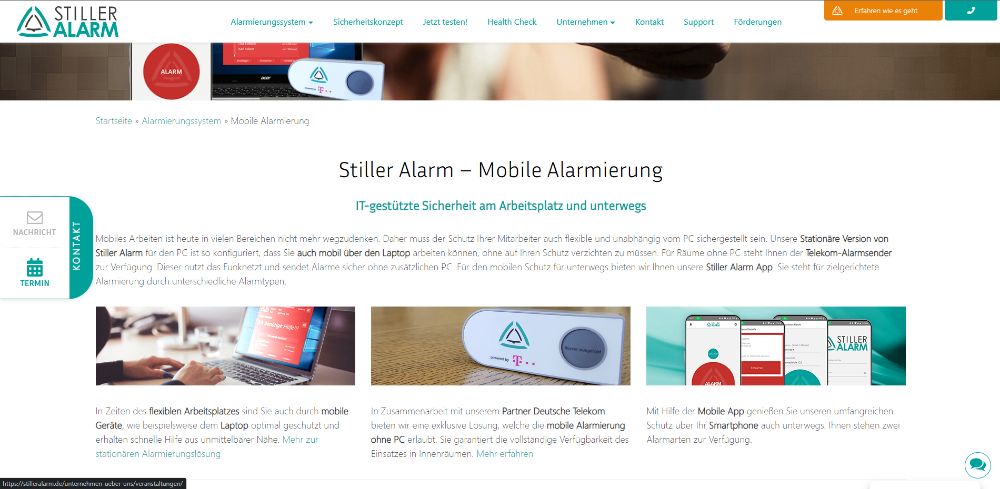 STILLER
ALARM
Alarmierungssystem Sicherheitskonzept Jetzt testen! Health Check Unternehmen Kontakt Support Förderungen
Erfahren wie es geht
ALARM
acer
T
Startseite » Alarmierungssystem » Mobile Alarmierung
Stiller Alarm – Mobile Alarmierung
IT-gestützte Sicherheit am Arbeitsplatz und unterwegs
NACHRICHT
TERMIN
KONTAKT
Mobiles Arbeiten ist heute in vielen Bereichen nicht mehr wegzudenken. Daher muss der Schutz Ihrer Mitarbeiter auch flexible und unabhängig vom PC sichergestellt sein. Unsere Stationäre Version von
Stiller Alarm für den PC ist so konfiguriert, dass Sie auch mobil über den Laptop arbeiten können, ohne auf Ihren Schutz verzichten zu müssen. Für Räume ohne PC steht Ihnen der Telekom-Alarmsender
zur Verfügung. Dieser nutzt das Funknetzt und sendet Alarme sicher ohne zusätzlichen PC. Für den mobilen Schutz für unterwegs bieten wir Ihnen unsere Stiller Alarm App. Sie steht für zielgerichtete
Alarmierung durch unterschiedliche Alarmtypen.
powered by T
STILLER
ALARM
ALARM
In Zeiten des flexiblen Arbeitsplatzes sind Sie auch durch mobile
Geräte, wie beispielsweise dem Laptop optimal geschützt und
erhalten schnelle Hilfe aus unmittelbarer Nähe. Mehr zur
stationären Alarmierungslösung
In Zusammenarbeit mit unserem Partner Deutsche Telekom
bieten wir eine exklusive Lösung, welche die mobile Alarmierung
ohne PC erlaubt. Sie garantiert die vollständige Verfügbarkeit des
Einsatzes in Innenräumen. Mehr erfahren
Mit Hilfe der Mobile App genießen Sie unseren umfangreichen
Schutz über Ihr Smartphone auch unterwegs. Ihnen stehen zwei
Alarmarten zur Verfügung.
https://stilleralarm.de/unternehmen-ueber-uns/veranstaltungen/